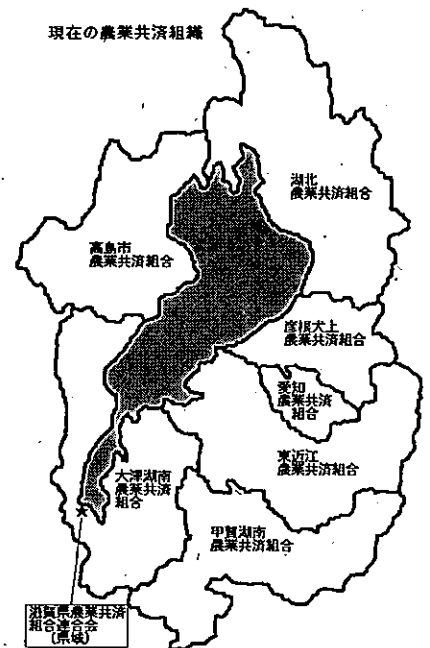 現在の農業共済組織
湖北
農業共済組合
高島市
農業共済組合
彦根犬上
農業共済組合
愛知
農業共済
組合
東近江
農業共済組合
大津湖南
農業共済
組合
甲賀湖南
農業共済組合
滋賀県農業共済
組合連合会
(県域)